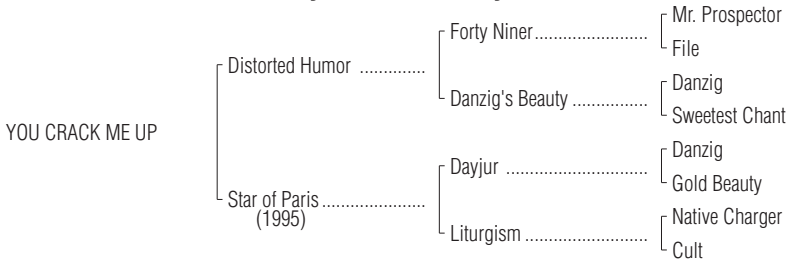 Mr. Prospector
Forty Niner........................
File
Distorted Humor ..............
Danzig
Danzig's Beauty ................
Sweetest Chant
YOU CRACK ME UP
Danzig
Dayjur ..............................
Gold Beauty
Star of Paris......................
(1995)
Native Charger
Liturgism ..........................
Cult